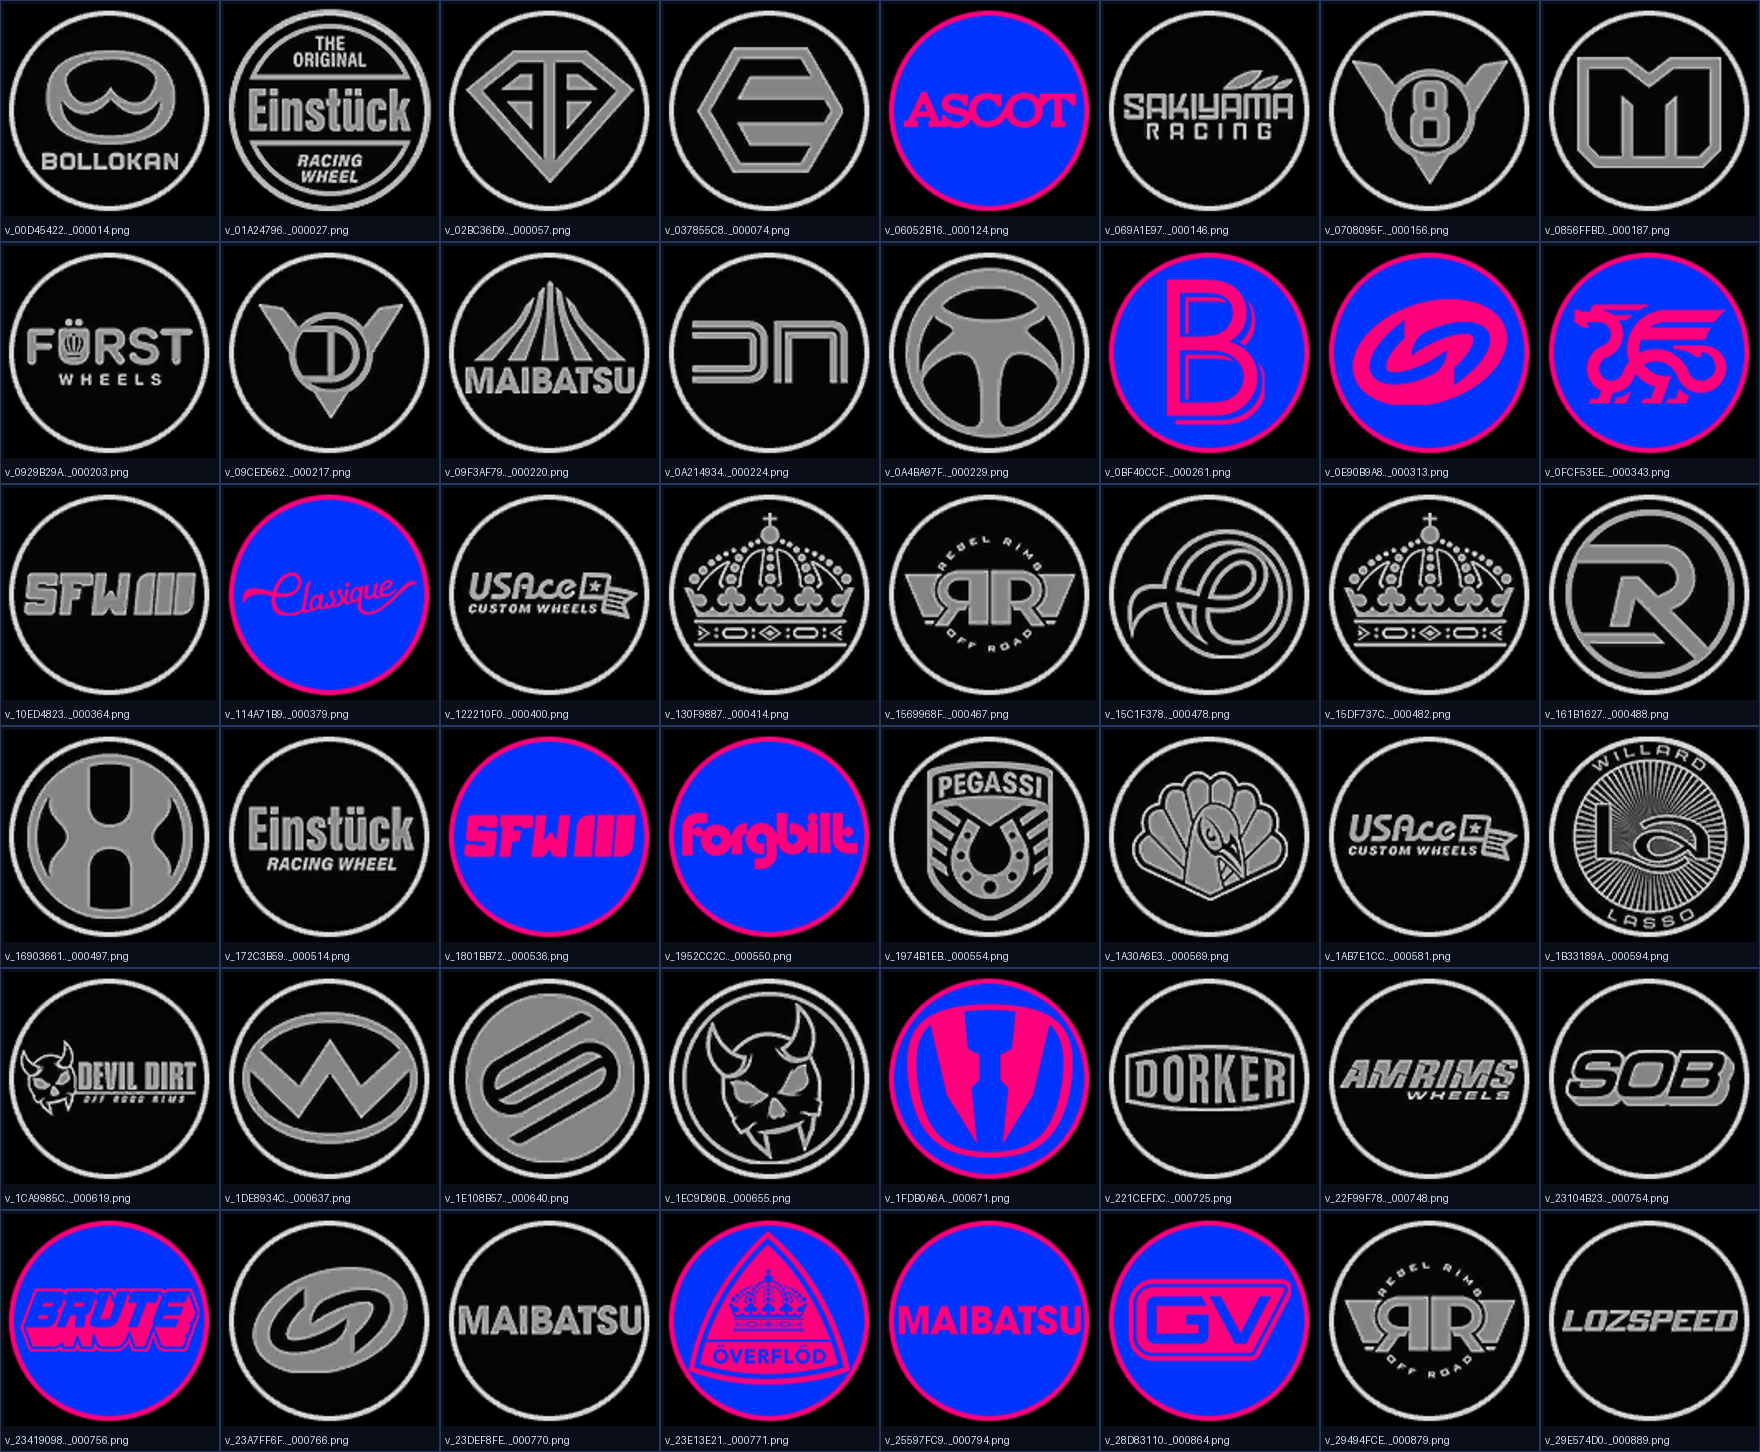 BOLLOKAN
THE
ORIGINAL
Einstück
RACING
WHEEL
ASCOT
SAKIYAMA
RACING
8
M
v_00D45422.._000014.png
v_01A24796.._000027.png
v_02BC36D9.._000057.png
v_037855C8.._000074.png
v_06052B16.._000124.png
v_069A1E97.._000146.png
v_0708095F.._000156.png
v_0856FFBD.._000187.png
FÜRST
WHEELS
MAIBATSU
B
v_0929B29A.._000203.png
v_09CED562.._000217.png
v_09F3AF79.._000220.png
v_0A214934.._000224.png
v_0A4BA97F.._000229.png
v_0BF40CCF.._000261.png
v_0E90B9A8.._000313.png
v_0FCF53EE.._000343.png
SFW
Classique
USAce
CUSTOM WHEELS
REBEL RIMS
RR
OFF ROAD
R
v_10ED4823.._000364.png
v_114A71B9.._000379.png
v_122210F0.._000400.png
v_130F9887.._000414.png
v_1569968F.._000467.png
v_15C1F378.._000478.png
v_15DF737C.._000482.png
v_161B1627.._000488.png
Einstück
RACING WHEEL
SFW
forgbilt
PEGASSI
USAce
CUSTOM WHEELS
WILLARD
La
LASSO
v_16903661.._000497.png
v_172C3B59.._000514.png
v_1801BB72.._000536.png
v_1952CC2C.._000550.png
v_1974B1EB.._000554.png
v_1A30A6E3.._000569.png
v_1AB7E1CC.._000581.png
v_1B33189A.._000594.png
DEVIL DIRT
OFF ROAD RIMS
W
DORKER
AMRIMS
WHEELS
SOB
v_1CA9985C.._000619.png
v_1DE8934C.._000637.png
v_1E108B57.._000640.png
v_1EC9D90B.._000655.png
v_1FDB0A6A.._000671.png
v_221CEFDC.._000725.png
v_22F99F78.._000748.png
v_23104B23.._000754.png
BRUTE
MAIBATSU
ÖVERFLÖD
MAIBATSU
GV
REBEL RIMS
RR
OFF ROAD
LOZSPEED
v_23419098.._000756.png
v_23A7FF6F.._000766.png
v_23DEF8FE.._000770.png
v_23E13E21.._000771.png
v_25597FC9.._000794.png
v_28D83110.._000864.png
v_29494FCE.._000879.png
v_29E574D0.._000889.png